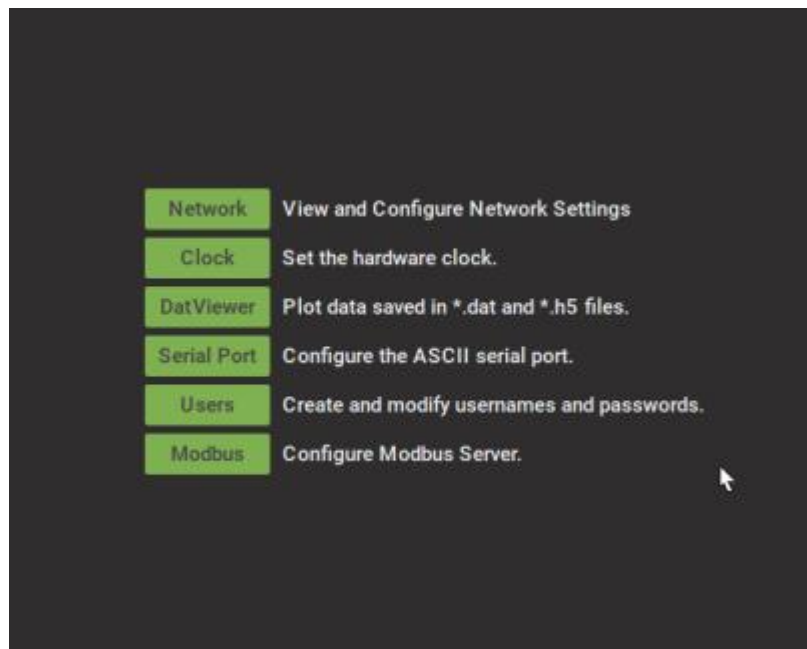 Network View and Configure Network Settings
Clock Set the hardware clock.
DatViewer Plot data saved in *.dat and *.h5 files.
Serial Port Configure the ASCII serial port.
Users Create and modify usernames and passwords.
Modbus Configure Modbus Server.